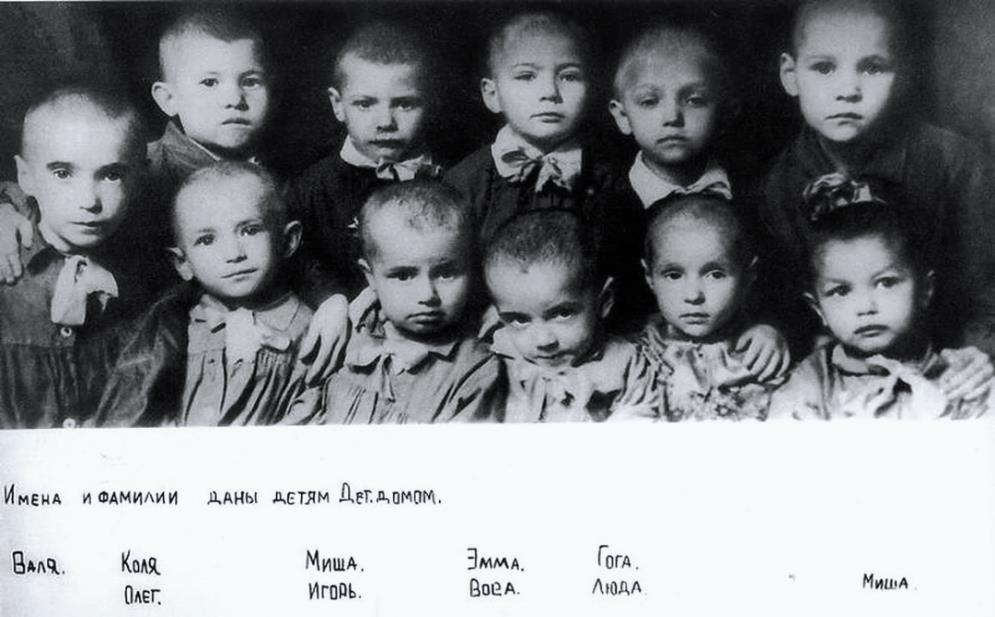 Имена и фамилии даны детям Дет.домом.
Валя. Коля Миша. Эмма. Гога.
Олег. Игорь. Вова. Люда. Миша.